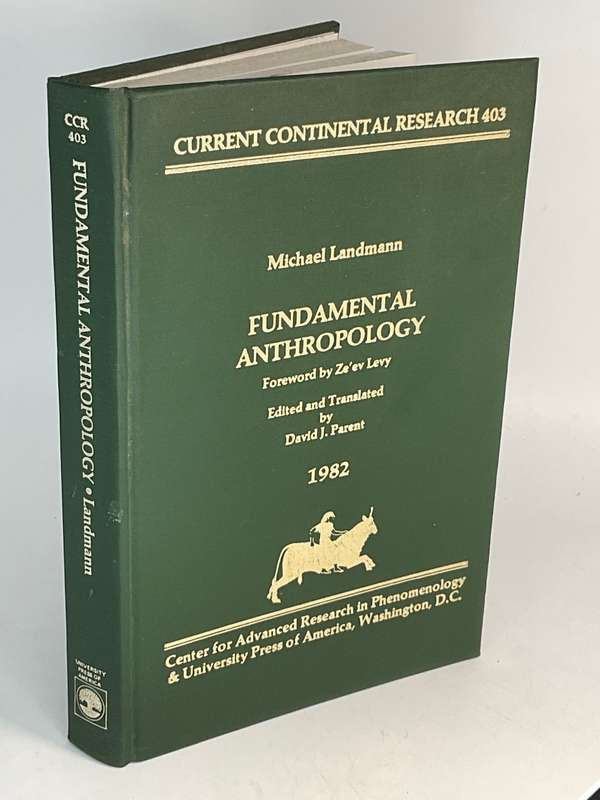 CCR
403
FUNDAMENTAL ANTHROPOLOGY • Landmann
UNIVERSITY
PRESS OF
AMERICA
CURRENT CONTINENTAL RESEARCH 403
Michael Landmann
FUNDAMENTAL
ANTHROPOLOGY
Foreword by Ze'ev Levy
Edited and Translated
by
David J. Parent
1982
Center for Advanced Research in Phenomenology
& University Press of America, Washington, D.C.